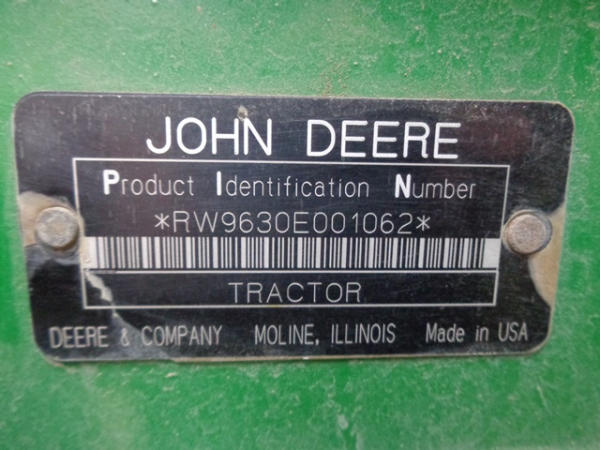 JOHN DEERE
Product Identification Number
*RW9630E001062*
TRACTOR
DEERE & COMPANY MOLINE, ILLINOIS Made in USA